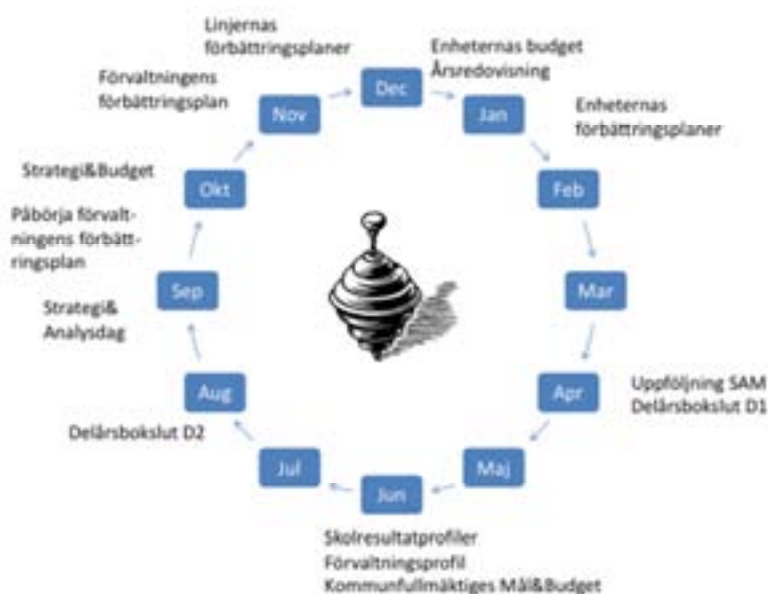 Linjernas
förbättringsplaner
Enheternas budget
Årsredovisning
Förvaltningens
förbättringsplan
Enheternas
förbättringsplaner
Dec
Nov
Jan
Strategi&Budget
Okt
Feb
Påbörja förvalt-
ningens förbätt-
ringsplan
Sep
Mar
Strategi&
Analysdag
Aug
Apr
Uppföljning SAM
Delårsbokslut D1
Delårsbokslut D2
Jul
Maj
Jun
Skolresultatprofiler
Förvaltningsprofil
Kommunfullmäktiges Mål&Budget